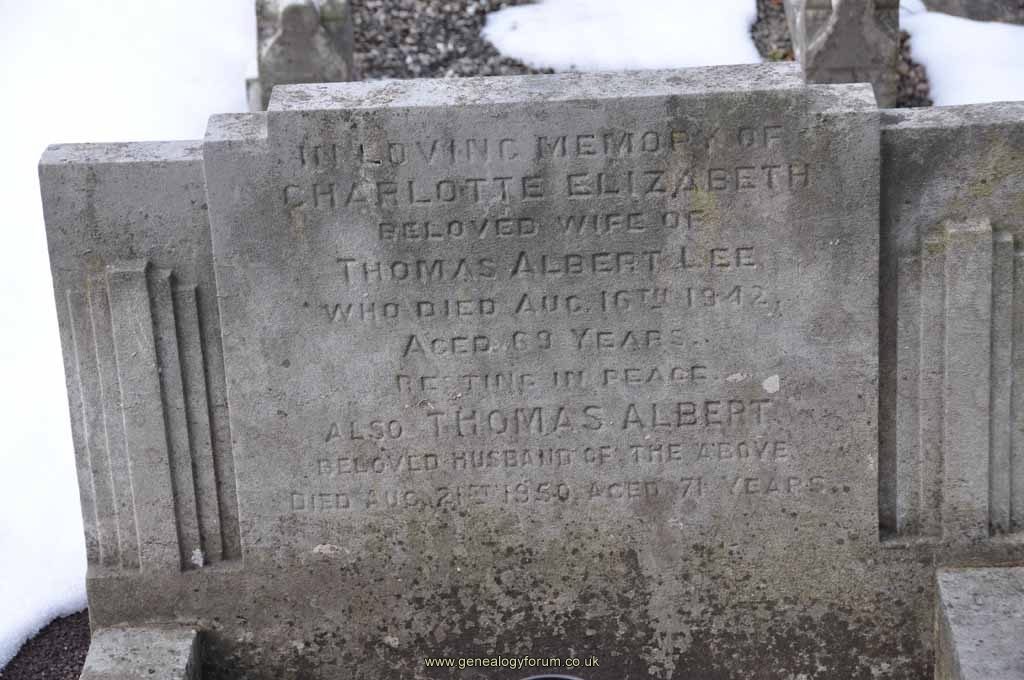 IN LOVING MEMORY OF
CHARLOTTE ELIZABETH
BELOVED WIFE OF
THOMAS ALBERT LEE
WHO DIED AUG. 16TH 1942,
AGED 69 YEARS.
RESTING IN PEACE.
ALSO THOMAS ALBERT
BELOVED HUSBAND OF THE ABOVE
DIED AUG. 21ST 1950, AGED 71 YEARS.
www.genealogyforum.co.uk